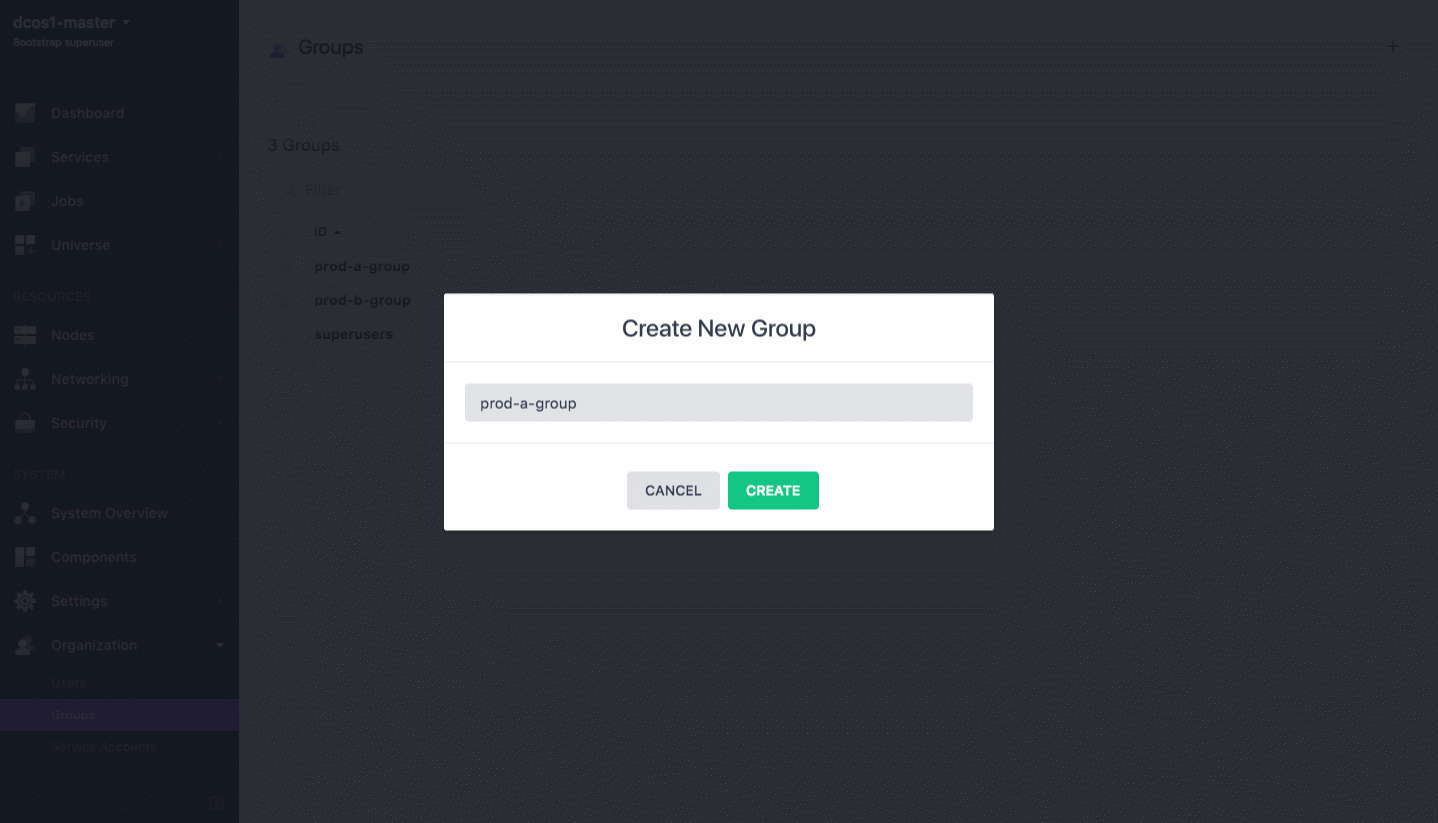 dcos1-master
Bootstrap superuser
Dashboard
Services
Jobs
Universe
RESOURCES
Nodes
Networking
Security
SYSTEM
System Overview
Components
Settings
Organization
Users
Groups
Service Accounts
Groups
3 Groups
Filter
ID
prod-a-group
prod-b-group
superusers
Create New Group
prod-a-group
CANCEL
CREATE